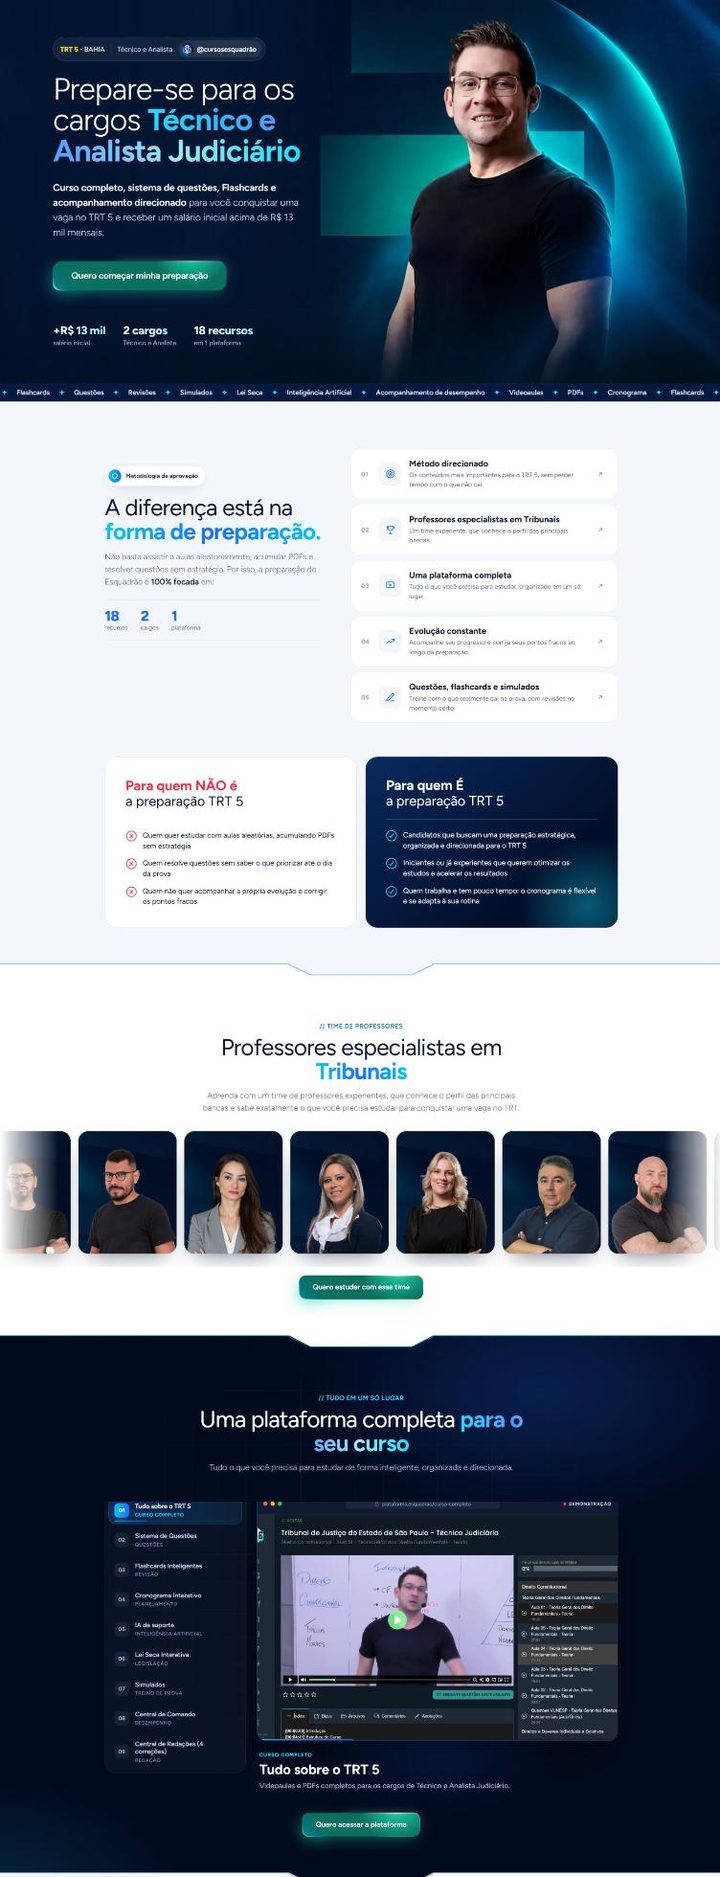 TRT 5 - BAHIA Técnico e Analista @cursosesquadrão
Prepare-se para os
cargos Técnico e
Analista Judiciário
Curso completo, sistema de questões, Flashcards e
acompanhamento direcionado para você conquistar uma
vaga no TRT 5 e receber um salário inicial acima de R$ 13
mil mensais.
Quero começar minha preparação
+R$ 13 mil
salário inicial
2 cargos
Técnico e Analista
18 recursos
em 1 plataforma
Flashcards Questões Revisões Simulados Lei Seca Inteligência Artificial Acompanhamento de desempenho Videoaulas PDFs Cronograma Flashcards
Metodologia de aprovação
A diferença está na
forma de preparação.
Não basta assistir a aulas aleatoriamente, acumular PDFs e
resolver questões sem estratégia. Por isso, a preparação do
Esquadrão é 100% focada em:
18
recursos
2
cargos
1
plataforma
01
Método direcionado
Os conteúdos mais importantes para o TRT 5, sem perder
tempo com o que não cai.
02
Professores especialistas em Tribunais
Um time experiente, que conhece o perfil das principais
bancas.
03
Uma plataforma completa
Tudo o que você precisa para estudar, organizado em um só
lugar.
04
Evolução constante
Acompanhe seu progresso e corrija seus pontos fracos ao
longo da preparação.
05
Questões, flashcards e simulados
Treine com o que realmente cai na prova, com revisões no
momento certo.
Para quem NÃO é
a preparação TRT 5
Quem quer estudar com aulas aleatórias, acumulando PDFs
sem estratégia
Quem resolve questões sem saber o que priorizar até o dia
da prova
Quem não quer acompanhar a própria evolução e corrigir
os pontos fracos
Para quem É
a preparação TRT 5
Candidatos que buscam uma preparação estratégica,
organizada e direcionada para o TRT 5
Iniciantes ou já experientes que querem otimizar os
estudos e acelerar os resultados
Quem trabalha e tem pouco tempo: o cronograma é flexível
e se adapta à sua rotina
// TIME DE PROFESSORES
Professores especialistas em
Tribunais
Aprenda com um time de professores experientes, que conhece o perfil das principais
bancas e sabe exatamente o que você precisa estudar para conquistar uma vaga no TRT.
Quero estudar com esse time
// TUDO EM UM SÓ LUGAR
Uma plataforma completa para o
seu curso
Tudo o que você precisa para estudar de forma inteligente, organizada e direcionada.
01
Tudo sobre o TRT 5
CURSO COMPLETO
02
Sistema de Questões
QUESTÕES
03
Flashcards Inteligentes
REVISÃO
04
Cronograma Interativo
PLANEJAMENTO
05
IA de suporte
INTELIGÊNCIA ARTIFICIAL
06
Lei Seca Interativa
LEGISLAÇÃO
07
Simulados
TREINO DE PROVA
08
Central de Comando
DESEMPENHO
09
Central de Redações (4
correções)
REDAÇÃO
DEMONSTRAÇÃO
Tribunal de Justiça do Estado de São Paulo - Técnico Judiciário
0%
Direito Constitucional
Teoria Geral dos Direitos Fundamentais
Fundamentais - Teoria
Índice Slides Arquivos Comentários Anotações
Direitos e Deveres Individuais e Coletivos
CURSO COMPLETO
Tudo sobre o TRT 5
Videoaulas e PDFs completos para os cargos de Técnico e Analista Judiciário.
Quero acessar a plataforma